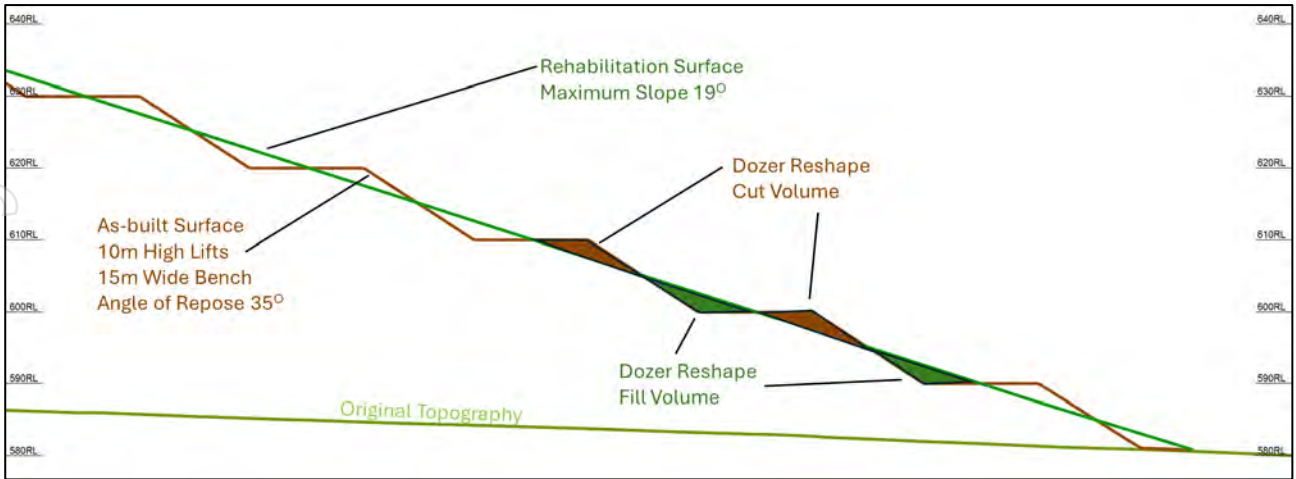 640RL
640RL
Rehabilitation Surface
Maximum Slope 19O
630RL
630RL
Dozer Reshape
Cut Volume
620RL
620RL
As-built Surface
10m High Lifts
15m Wide Bench
Angle of Repose 35O
610RL
610RL
600RL
600RL
Dozer Reshape
Fill Volume
590RL
590RL
Original Topography
580RL
580RL